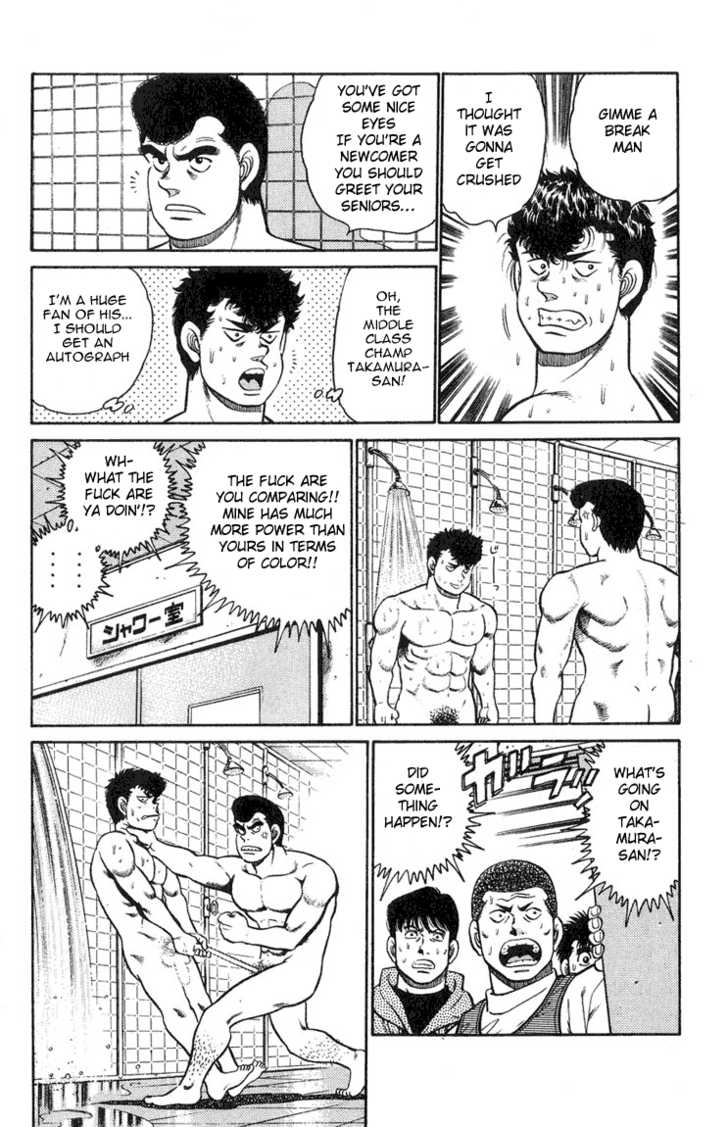 GIMME A
BREAK
MAN
I
THOUGHT
IT WAS
GONNA
GET
CRUSHED
YOU'VE GOT
SOME NICE
EYES
IF YOU'RE A
NEWCOMER
YOU SHOULD
GREET YOUR
SENIORS...
OH,
THE
MIDDLE
CLASS
CHAMP
TAKAMURA-
SAN!
I'M A HUGE
FAN OF HIS...
I SHOULD
GET AN
AUTOGRAPH
THE FUCK ARE
YOU COMPARING!!
MINE HAS MUCH
MORE POWER THAN
YOURS IN TERMS
OF COLOR!!
WH-
WHAT THE
FUCK ARE
YA DOIN'!?
シャワー室
WHAT'S
GOING
ON
TAKA-
MURA-
SAN!?
DID
SOME-
THING
HAPPEN!?
ガラッ